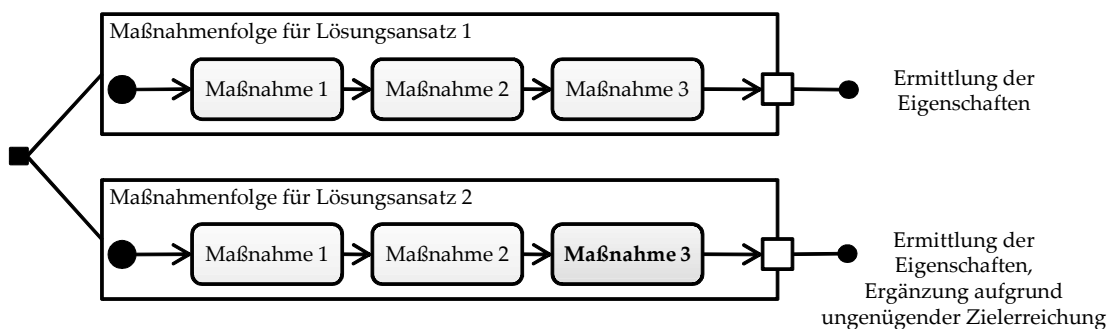 Maßnahmenfolge für Lösungsansatz 1
Maßnahme 1
Maßnahme 2
Maßnahme 3
Ermittlung der
Eigenschaften
Maßnahmenfolge für Lösungsansatz 2
Maßnahme 1
Maßnahme 2
Maßnahme 3
Ermittlung der
Eigenschaften,
Ergänzung aufgrund
ungenügender Zielerreichung